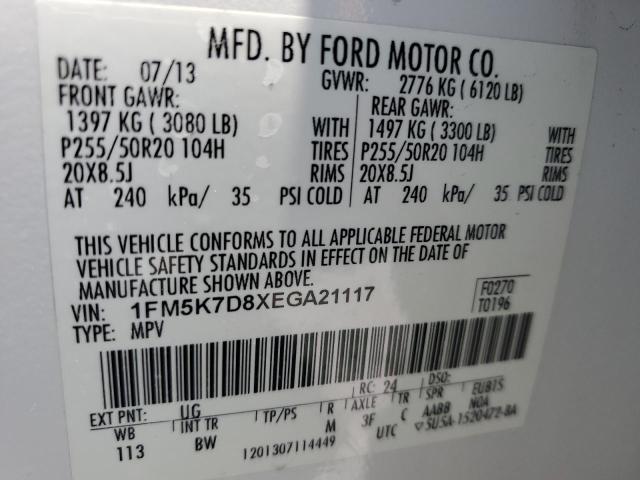 MFD. BY FORD MOTOR CO.
DATE: 07/13 GVWR: 2776 KG ( 6120 LB)
FRONT GAWR: REAR GAWR:
1397 KG ( 3080 LB) WITH 1497 KG ( 3300 LB) WITH
P255/50R20 104H TIRES P255/50R20 104H TIRES
20X8.5J RIMS 20X8.5J RIMS
AT 240 kPa/ 35 PSI COLD AT 240 kPa/ 35 PSI COLD
THIS VEHICLE CONFORMS TO ALL APPLICABLE FEDERAL MOTOR
VEHICLE SAFETY STANDARDS IN EFFECT ON THE DATE OF
MANUFACTURE SHOWN ABOVE.
VIN: 1FM5K7D8XEGA21117 F0270
TYPE: MPV T0196
EXT PNT: UG RC: 24 DSO:
WB INT TR TP/PS R AXLE TR SPR EUB1S
113 BW M 3F C AABB NOA
1201307114449 UTC ▽SU5A-1520472-BA